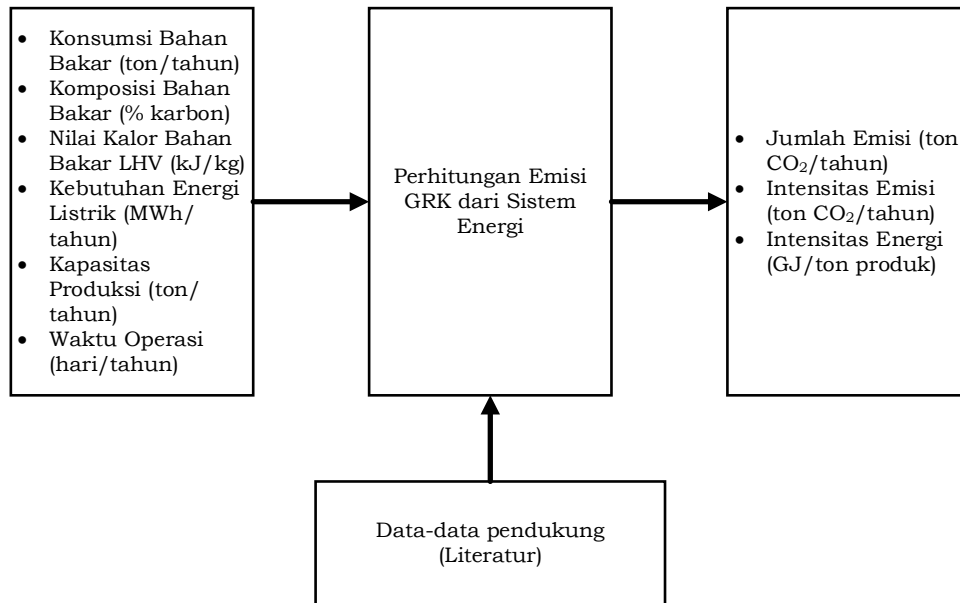 • Konsumsi Bahan
Bakar (ton/tahun)
• Komposisi Bahan
Bakar (% karbon)
• Nilai Kalor Bahan
Bakar LHV (kJ/kg)
• Kebutuhan Energi
Listrik (MWh/
tahun)
• Kapasitas
Produksi (ton/
tahun)
• Waktu Operasi
(hari/tahun)
Perhitungan Emisi
GRK dari Sistem
Energi
• Jumlah Emisi (ton
CO₂/tahun)
• Intensitas Emisi
(ton CO₂/tahun)
• Intensitas Energi
(GJ/ton produk)
Data-data pendukung
(Literatur)